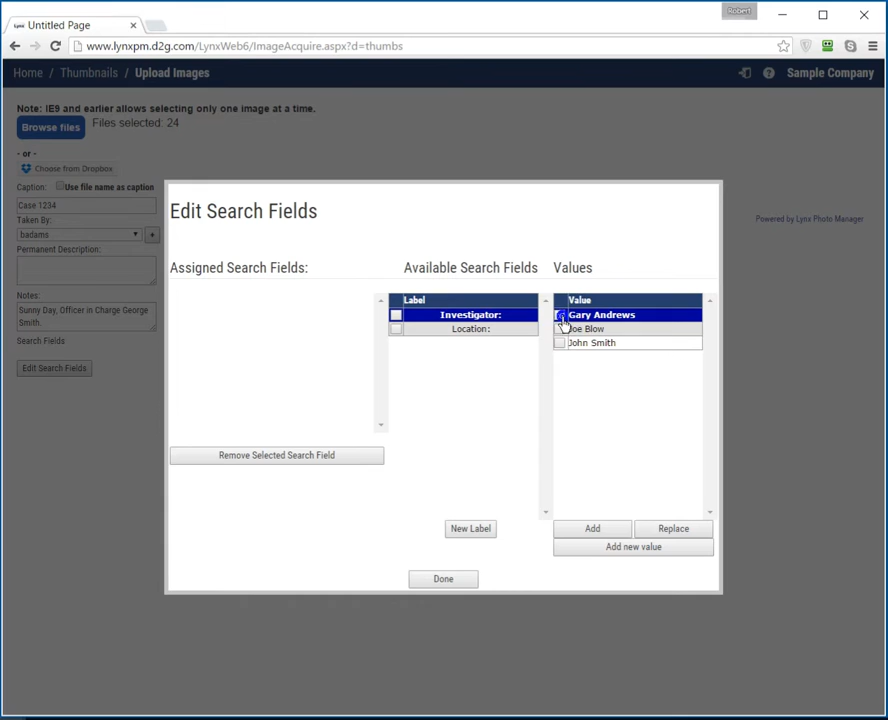 Robert
Lynx Untitled Page
www.lynxpm.d2g.com/LynxWeb6/ImageAcquire.aspx?d=thumbs
Home / Thumbnails / Upload Images
Sample Company
Note: IE9 and earlier allows selecting only one image at a time.
Browse files Files selected: 24
- or -
Choose from Dropbox
Caption: Use file name as caption
Case 1234
Taken By:
badams +
Permanent Description:
Notes:
Sunny Day, Officer in Charge George
Smith.
Search Fields
Edit Search Fields
Powered by Lynx Photo Manager
Edit Search Fields
Assigned Search Fields: Available Search Fields Values
Label Value
Investigator: Gary Andrews
Location: Joe Blow
John Smith
Remove Selected Search Field
New Label Add Replace
Add new value
Done